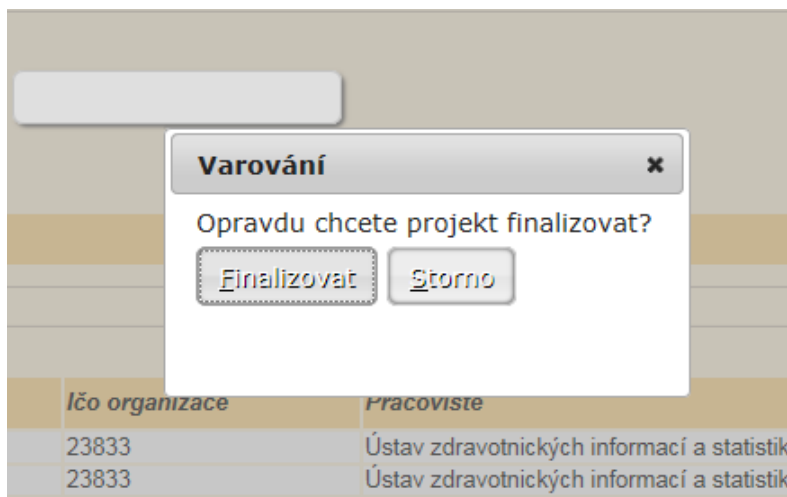 Varování
Opravdu chcete projekt finalizovat?
Finalizovat Storno
Ičo organizace Pracoviště
23833 Ústav zdravotnických informací a statistik
23833 Ústav zdravotnických informací a statistik